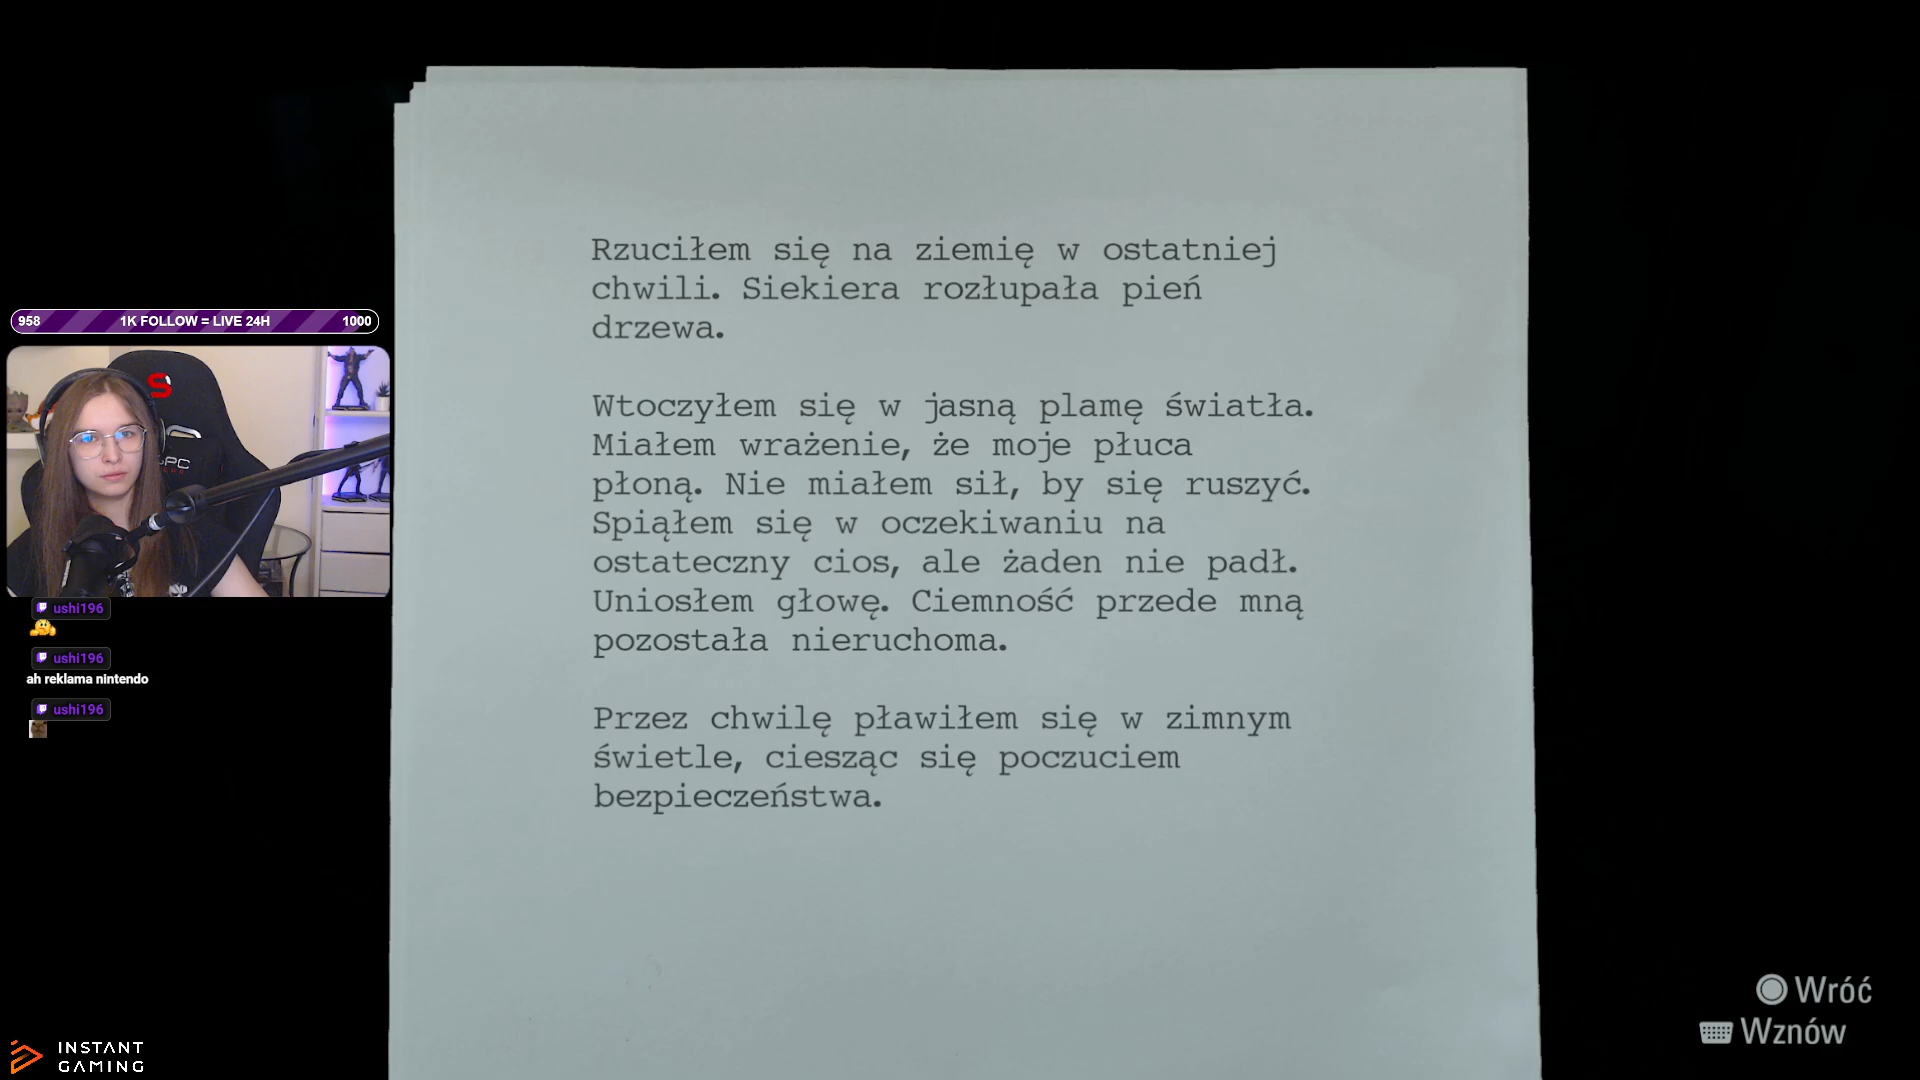 Rzuciłem się na ziemię w ostatniej
chwili. Siekiera rozłupała pień
drzewa.
Wtoczyłem się w jasną plamę światła.
Miałem wrażenie, że moje płuca
płoną. Nie miałem sił, by się ruszyć.
Spiąłem się w oczekiwaniu na
ostateczny cios, ale żaden nie padł.
Uniosłem głowę. Ciemność przede mną
pozostała nieruchoma.
Przez chwilę pławiłem się w zimnym
świetle, ciesząc się poczuciem
bezpieczeństwa.
958 1K FOLLOW = LIVE 24H 1000
S
ushi196
ushi196
ah reklama nintendo
ushi196
INSTANT
GAMING
Wróć
Wznów